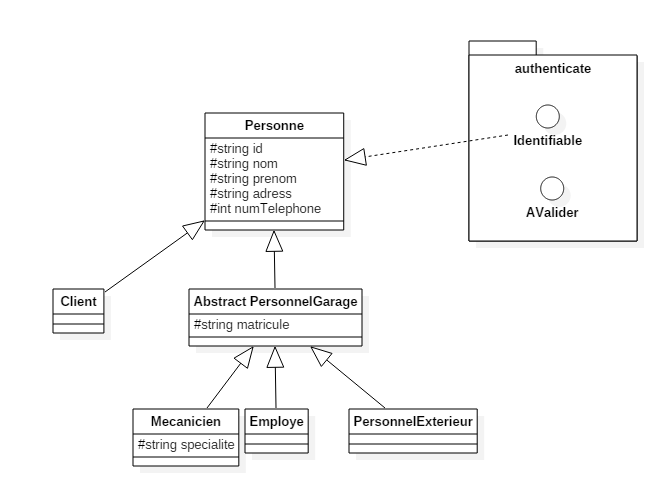 authenticate
Identifiable
AValider
Personne
#string id
#string nom
#string prenom
#string adress
#int numTelephone
Client
Abstract PersonnelGarage
#string matricule
Mecanicien
#string specialite
Employe
PersonnelExterieur